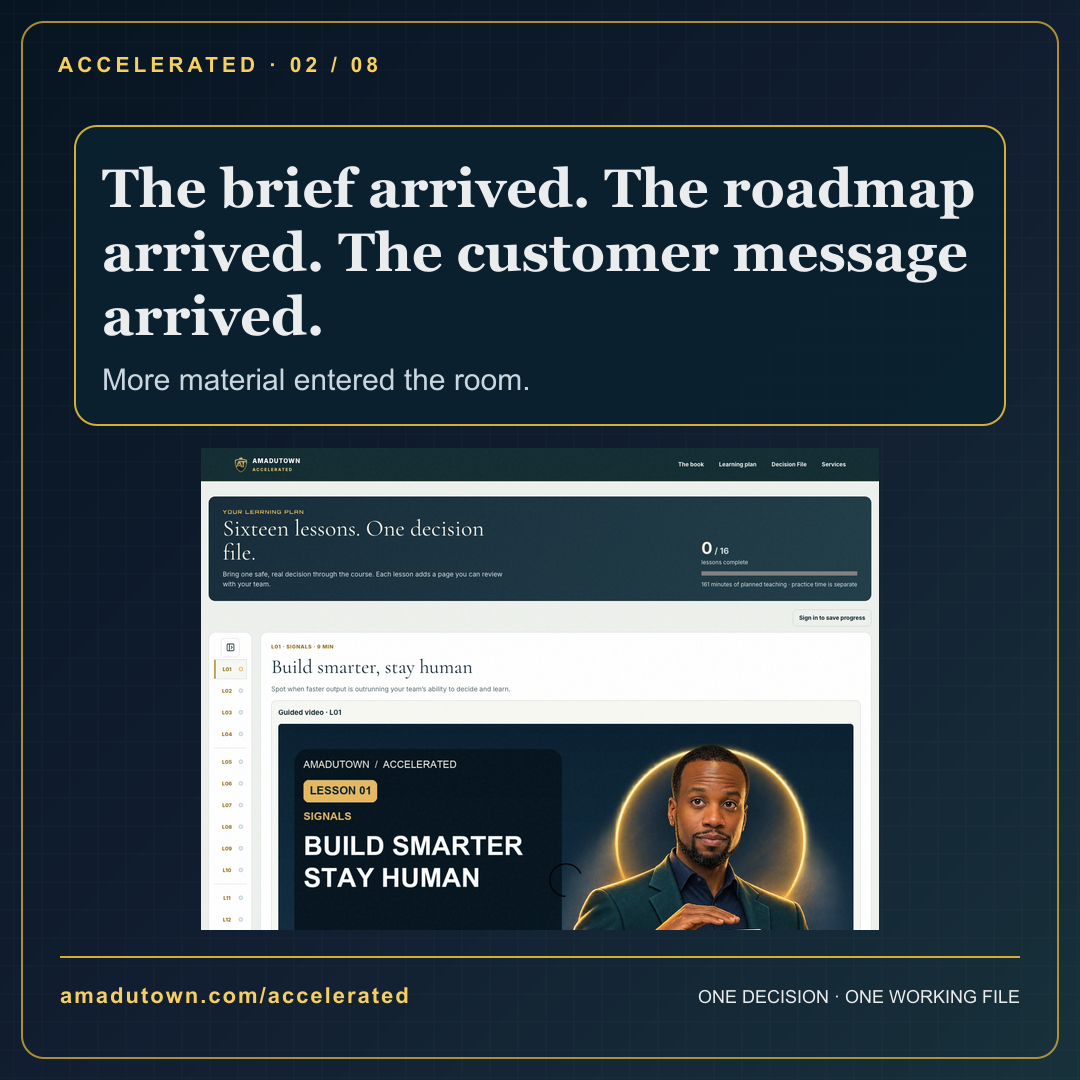 ACCELERATED · 02 / 08
The brief arrived. The roadmap
arrived. The customer message
arrived.
More material entered the room.
AMADUTOWN
ACCELERATED
The book
Learning plan
Decision File
Services
YOUR LEARNING PLAN
Sixteen lessons. One decision
file.
Bring one safe, real decision through the course. Each lesson adds a page you can review
with your team.
0 / 16
lessons complete
161 minutes of planned teaching · practice time is separate
Sign in to save progress
L01
L02
L03
L04
L05
L06
L07
L08
L09
L10
L11
L12
L01 · SIGNALS · 9 MIN
Build smarter, stay human
Spot when faster output is outrunning your team's ability to decide and learn.
Guided video · L01
AMADUTOWN / ACCELERATED
LESSON 01
SIGNALS
BUILD SMARTER
STAY HUMAN
amadutown.com/accelerated
ONE DECISION · ONE WORKING FILE